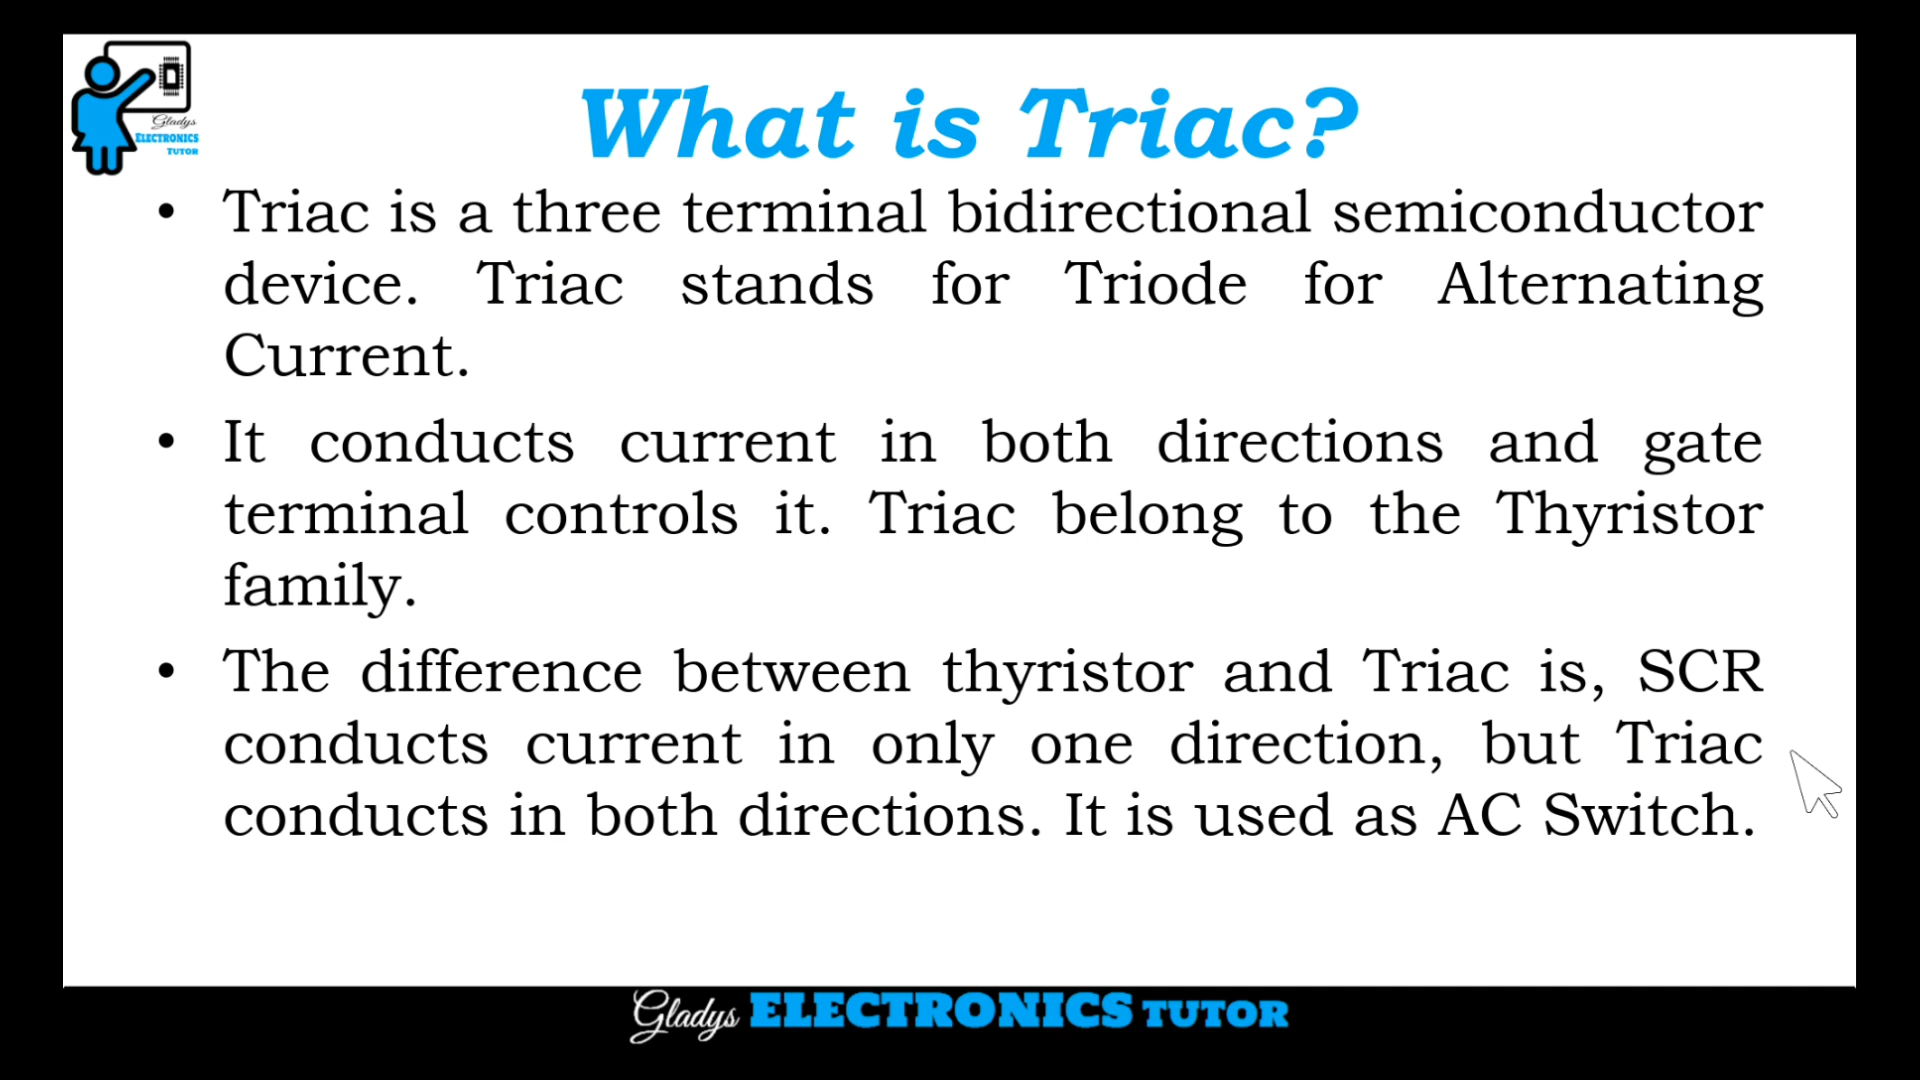 What is Triac?
Gladys
ELECTRONICS
TUTOR
• Triac is a three terminal bidirectional semiconductor
device. Triac stands for Triode for Alternating
Current.
• It conducts current in both directions and gate
terminal controls it. Triac belong to the Thyristor
family.
• The difference between thyristor and Triac is, SCR
conducts current in only one direction, but Triac
conducts in both directions. It is used as AC Switch.
Gladys ELECTRONICS TUTOR